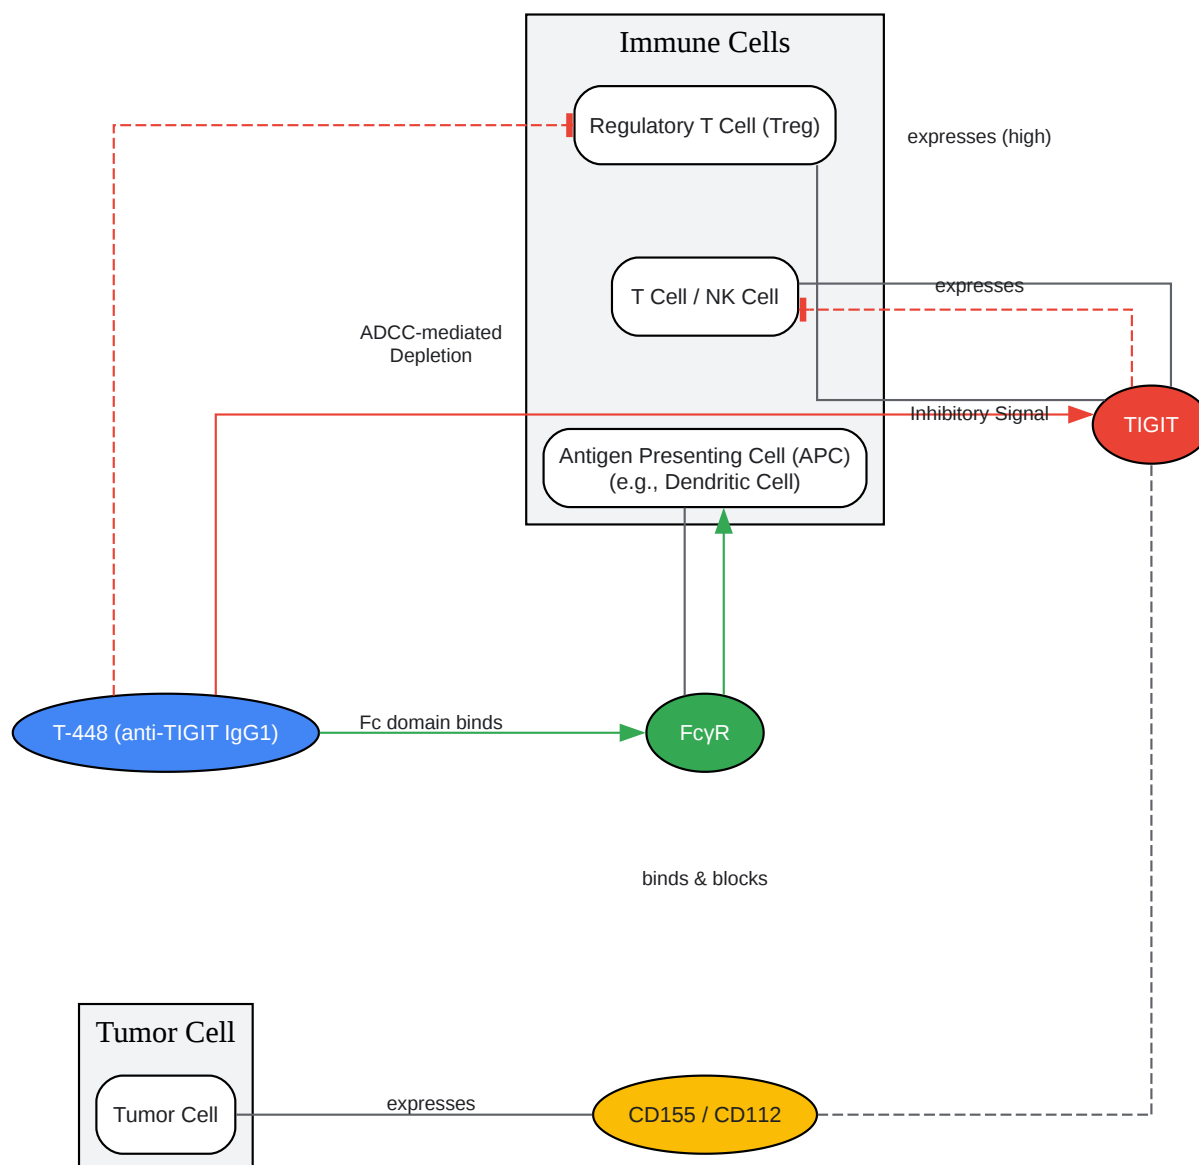 Immune Cells
Regulatory T Cell (Treg)
expresses (high)
T Cell / NK Cell
expresses
ADCC-mediated
Depletion
Inhibitory Signal
TIGIT
Antigen Presenting Cell (APC)
(e.g., Dendritic Cell)
T-448 (anti-TIGIT IgG1)
Fc domain binds
FcγR
binds & blocks
Tumor Cell
Tumor Cell
expresses
CD155 / CD112